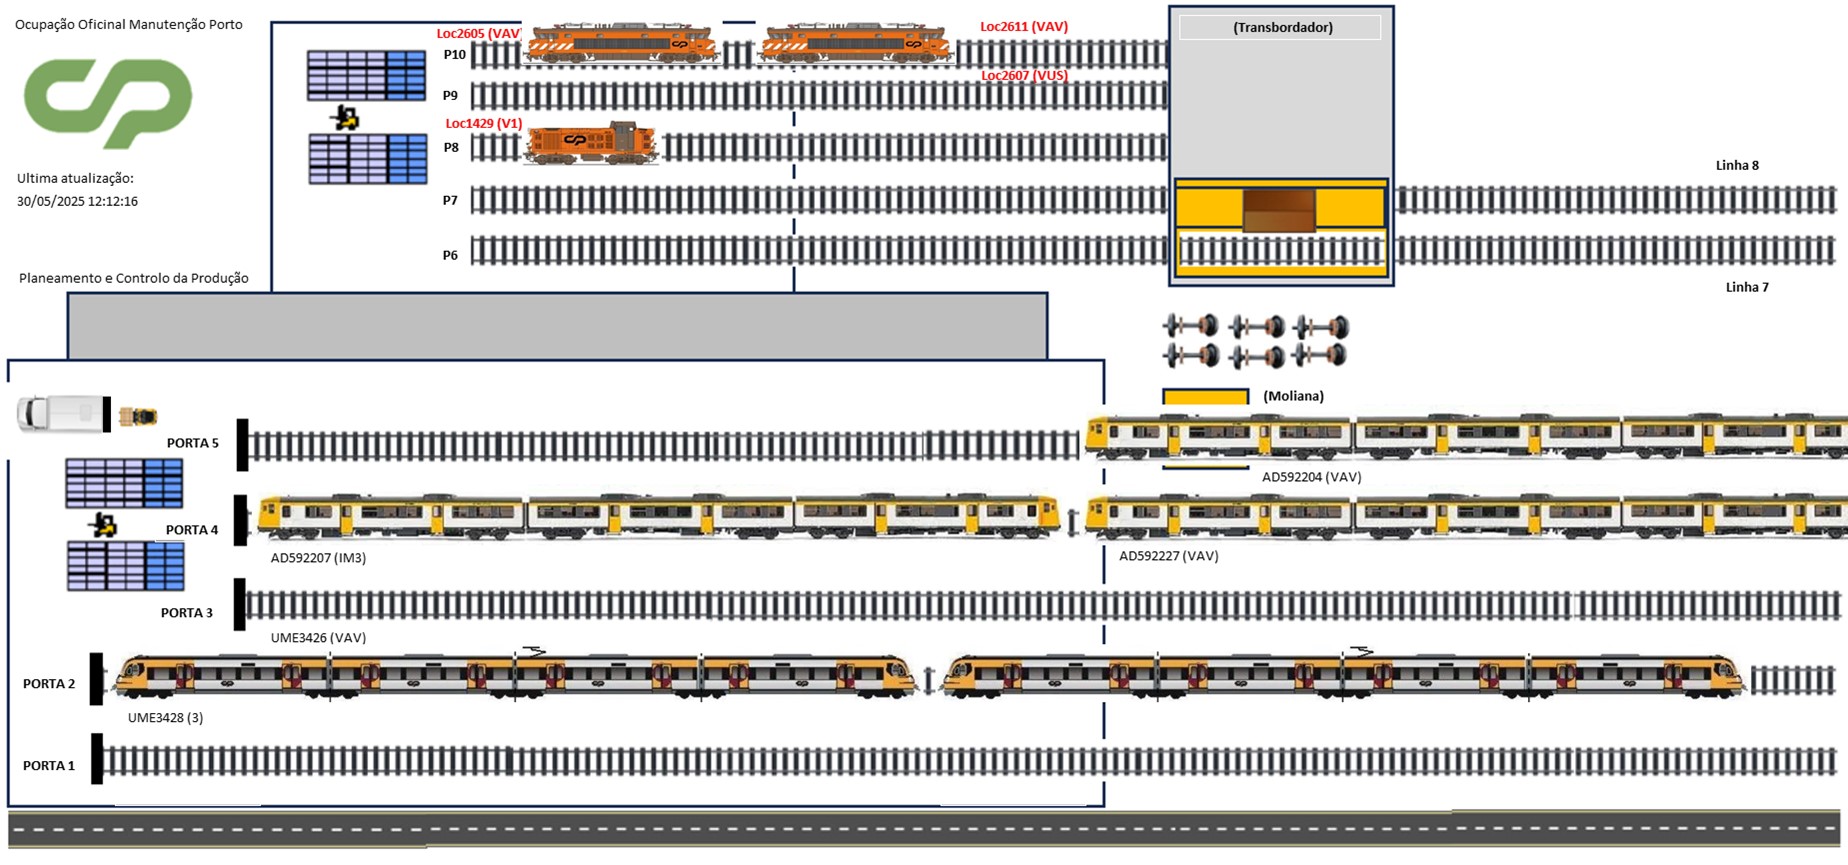 Ocupação Oficinal Manutenção Porto
Loc2605 (VAV)
Loc2611 (VAV)
(Transbordador)
P10
Loc2607 (VUS)
P9
Loc1429 (V1)
P8
Ultima atualização:
30/05/2025 12:12:16
Linha 8
P7
P6
Planeamento e Controlo da Produção
Linha 7
(Moliana)
PORTA 5
AD592204 (VAV)
PORTA 4
AD592207 (IM3)
AD592227 (VAV)
PORTA 3
UME3426 (VAV)
PORTA 2
UME3428 (3)
PORTA 1